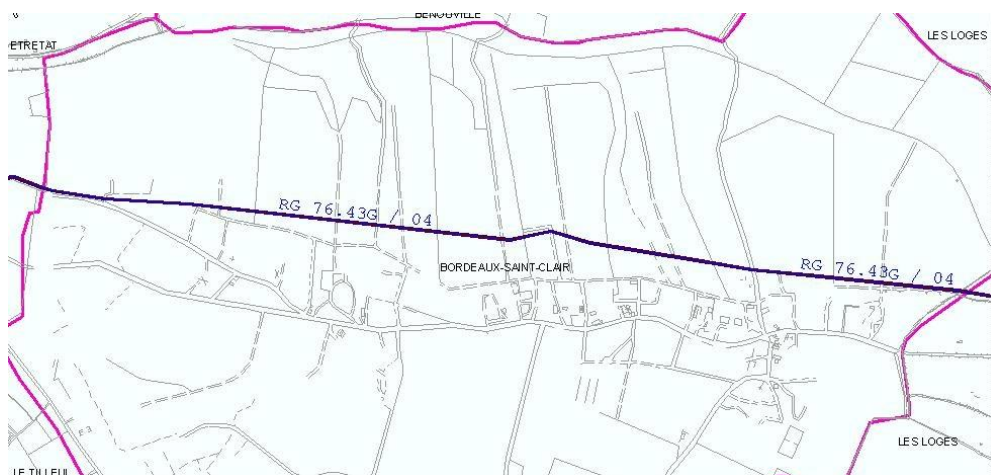 BENOUVILLE
ETRETAT
LES LOGES
RG 76.43G / 04
BORDEAUX-SAINT-CLAIR
RG 76.43G / 04
LES LOGES
LE TILLEUL